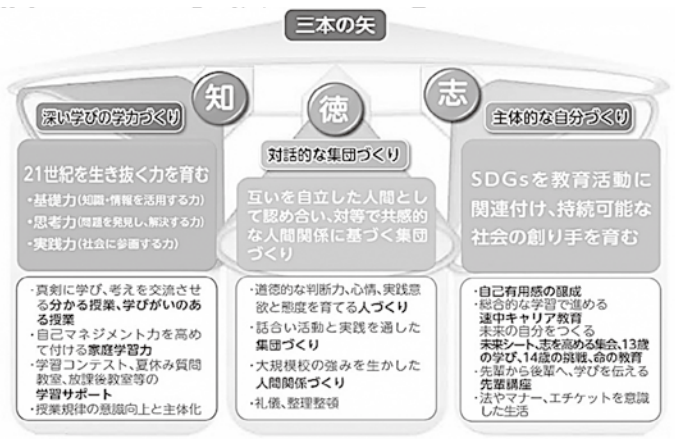 三本の矢
知
深い学びの学力づくり
21世紀を生き抜く力を育む
・基礎力(知識・情報を活用する力)
・思考力(問題を発見し、解決する力)
・実践力(社会に参画する力)
・真剣に学び、考えを交流させ
る分かる授業、学びがいのあ
る授業
・自己マネジメント力を高め
て付ける家庭学習力
・学習コンテスト、夏休み質問
教室、放課後教室等の
学習サポート
・授業規律の意識向上と主体化
徳
対話的な集団づくり
互いを自立した人間とし
て認め合い、対等で共感的
な人間関係に基づく集団
づくり
・道徳的な判断力、心情、実践意
欲と態度を育てる人づくり
・話合い活動と実践を通した
集団づくり
・大規模校の強みを生かした
人間関係づくり
・礼儀、整理整頓
志
主体的な自分づくり
SDGsを教育活動に
関連付け、持続可能な
社会の創り手を育む
・自己有用感の醸成
・総合的な学習で進める
速中キャリア教育
未来の自分をつくる
未来シート、志を高める集会、13歳
の学び、14歳の挑戦、命の教育
・先輩から後輩へ、学びを伝える
先輩講座
・法やマナー、エチケットを意識
した生活